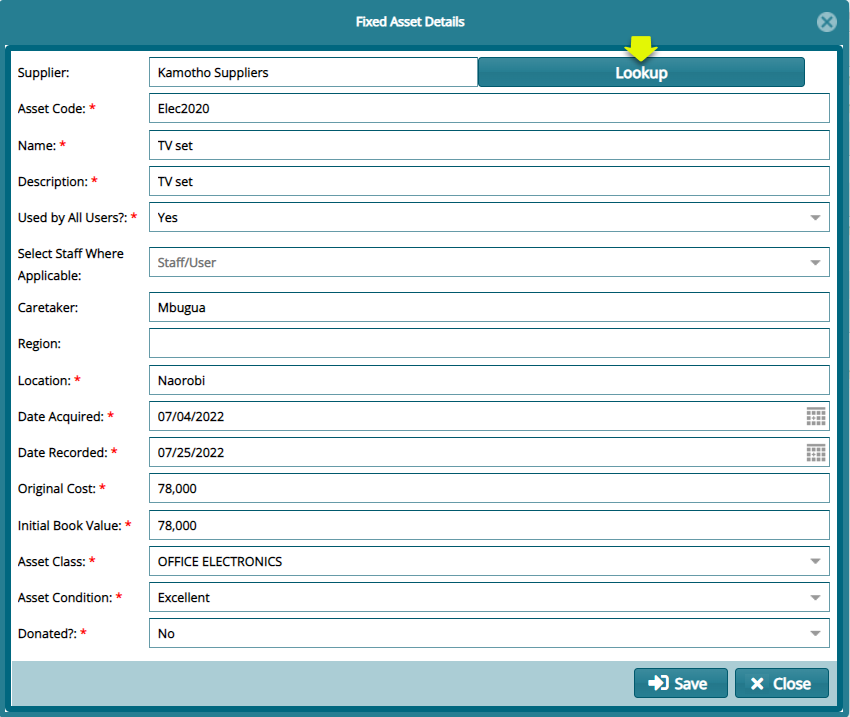 Fixed Asset Details
Supplier: Kamotho Suppliers Lookup
Asset Code: * Elec2020
Name: * TV set
Description: * TV set
Used by All Users?: * Yes
Select Staff Where
Applicable: Staff/User
Caretaker: Mbugua
Region:
Location: * Naorobi
Date Acquired: * 07/04/2022
Date Recorded: * 07/25/2022
Original Cost: * 78,000
Initial Book Value: * 78,000
Asset Class: * OFFICE ELECTRONICS
Asset Condition: * Excellent
Donated?: * No
Save Close